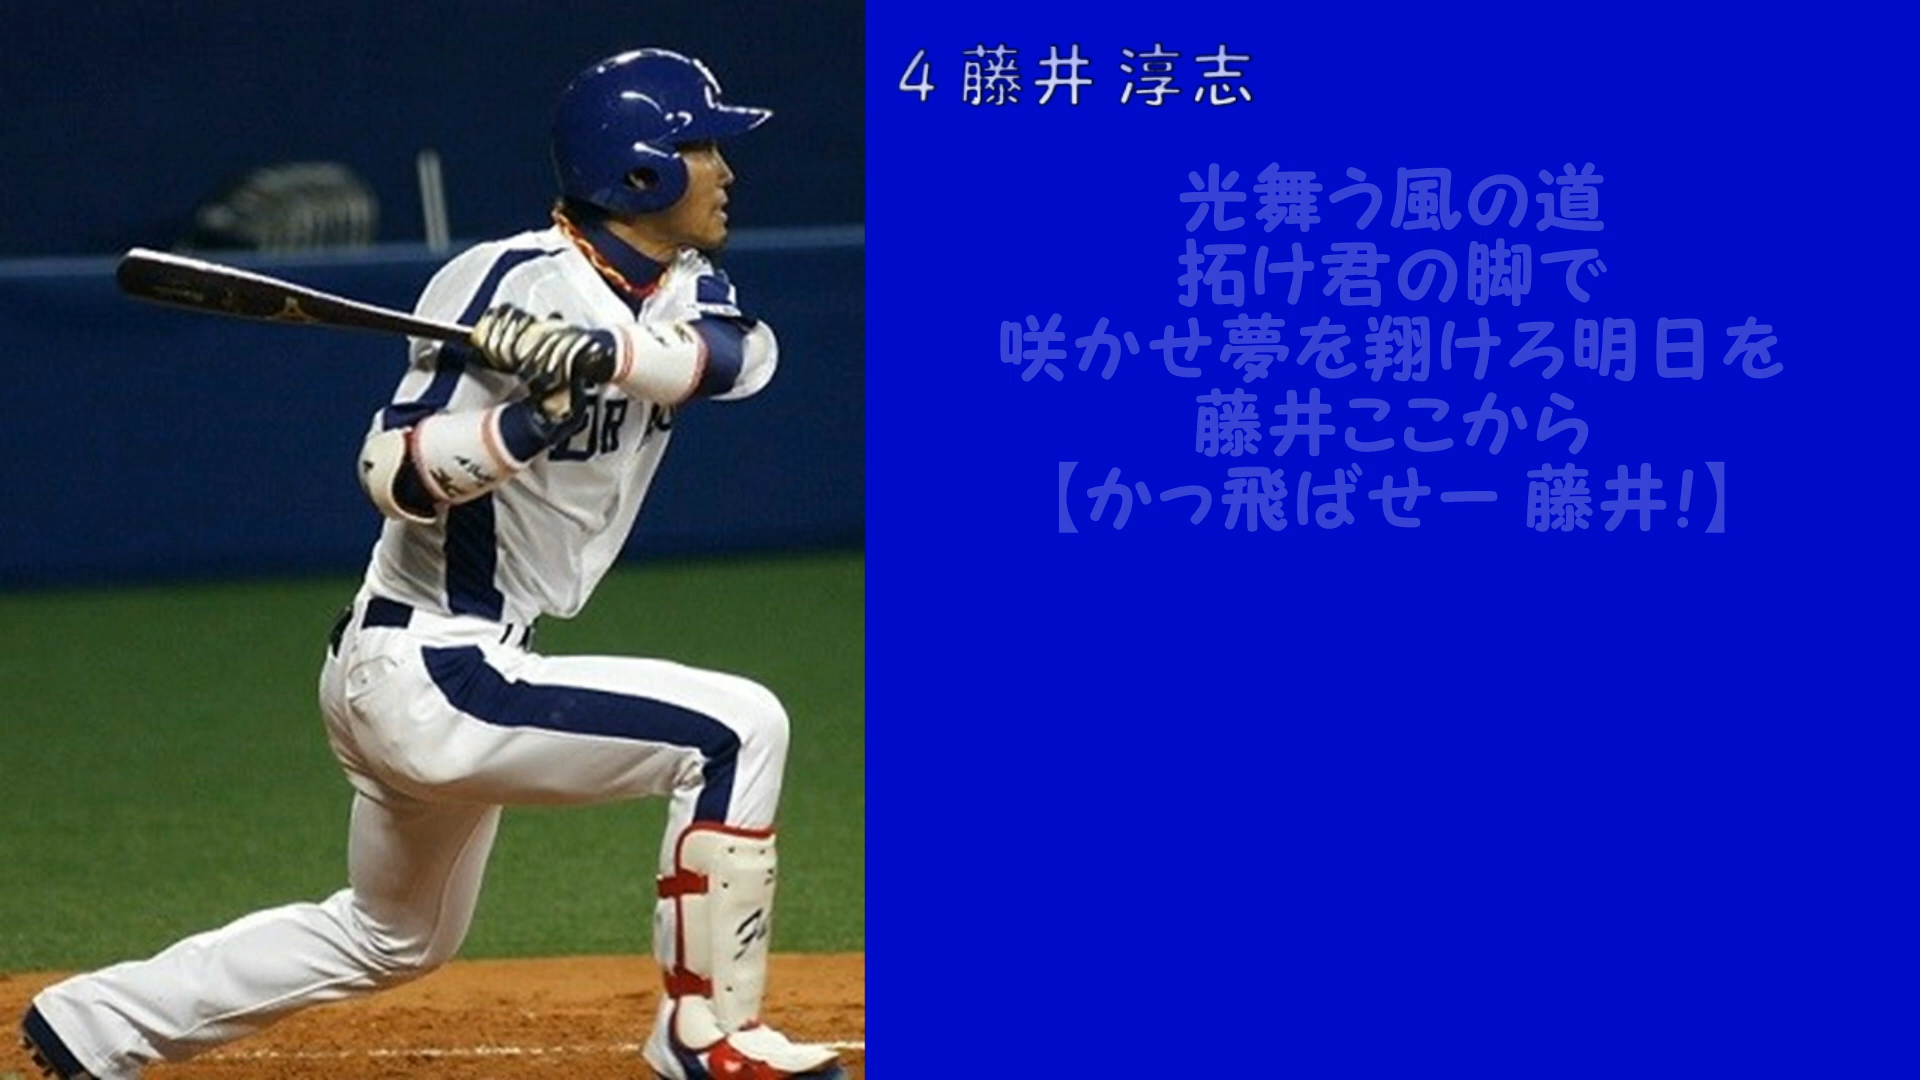 4 藤井 淳志
光舞う風の道
拓け君の脚で
咲かせ夢を翔けろ明日を
藤井ここから
【かっ飛ばせー 藤井!】